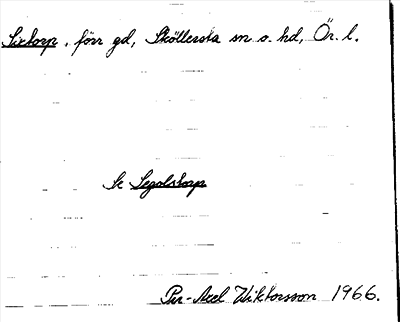 Sixtorp, förr gd, Sköllersta sn o. hd, Ör. l.
Se Segolstorp
Per-Axel Wiktorsson 1966.